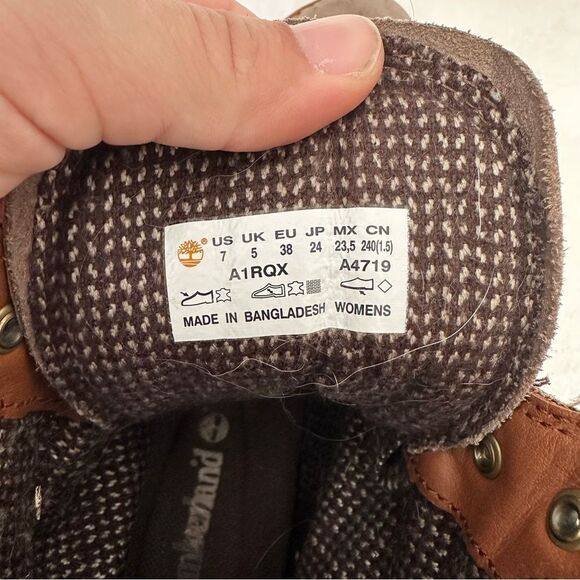 US UK EU JP MX CN
7 5 38 24 23,5 240(1.5)
A1RQX A4719
MADE IN BANGLADESH WOMENS
Timberland